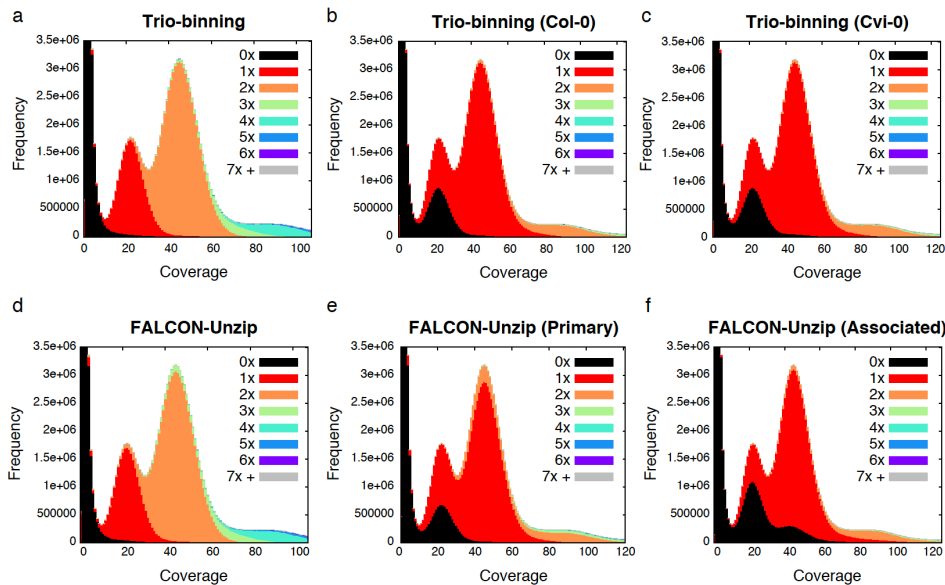 a
Trio-binning
3.5e+06
3e+06
2.5e+06
2e+06
1.5e+06
1e+06
500000
0
Frequency
0x
1x
2x
3x
4x
5x
6x
7x +
0 20 40 60 80 100
Coverage
b
Trio-binning (Col-0)
3.5e+06
3e+06
2.5e+06
2e+06
1.5e+06
1e+06
500000
0
Frequency
0x
1x
2x
3x
4x
5x
6x
7x +
0 20 40 60 80 100 120
Coverage
c
Trio-binning (Cvi-0)
3.5e+06
3e+06
2.5e+06
2e+06
1.5e+06
1e+06
500000
0
Frequency
0x
1x
2x
3x
4x
5x
6x
7x +
0 20 40 60 80 100 120
Coverage
d
FALCON-Unzip
3.5e+06
3e+06
2.5e+06
2e+06
1.5e+06
1e+06
500000
0
Frequency
0x
1x
2x
3x
4x
5x
6x
7x +
0 20 40 60 80 100
Coverage
e
FALCON-Unzip (Primary)
3.5e+06
3e+06
2.5e+06
2e+06
1.5e+06
1e+06
500000
0
Frequency
0x
1x
2x
3x
4x
5x
6x
7x +
0 20 40 60 80 100 120
Coverage
f
FALCON-Unzip (Associated)
3.5e+06
3e+06
2.5e+06
2e+06
1.5e+06
1e+06
500000
0
Frequency
0x
1x
2x
3x
4x
5x
6x
7x +
0 20 40 60 80 100 120
Coverage